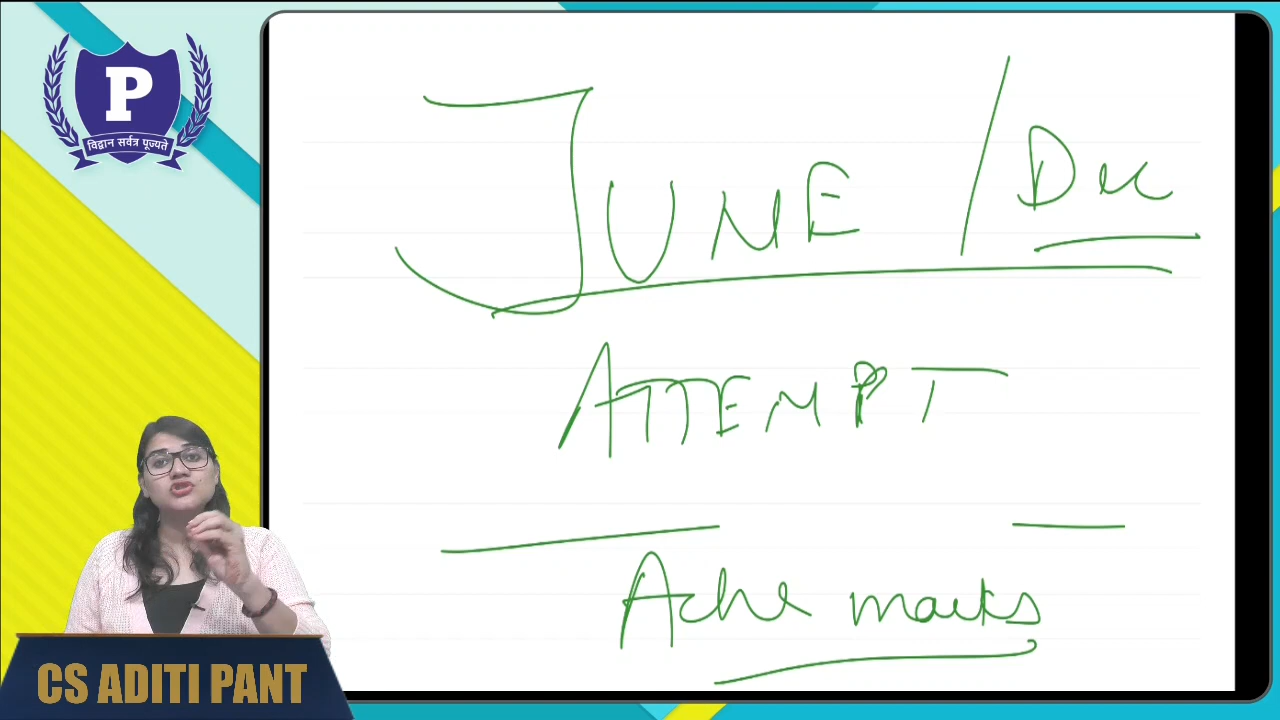 P
विद्वान सर्वत्र पूज्यते
JUNE / Dec
ATTEMPT
Ache marks
CS ADITI PANT